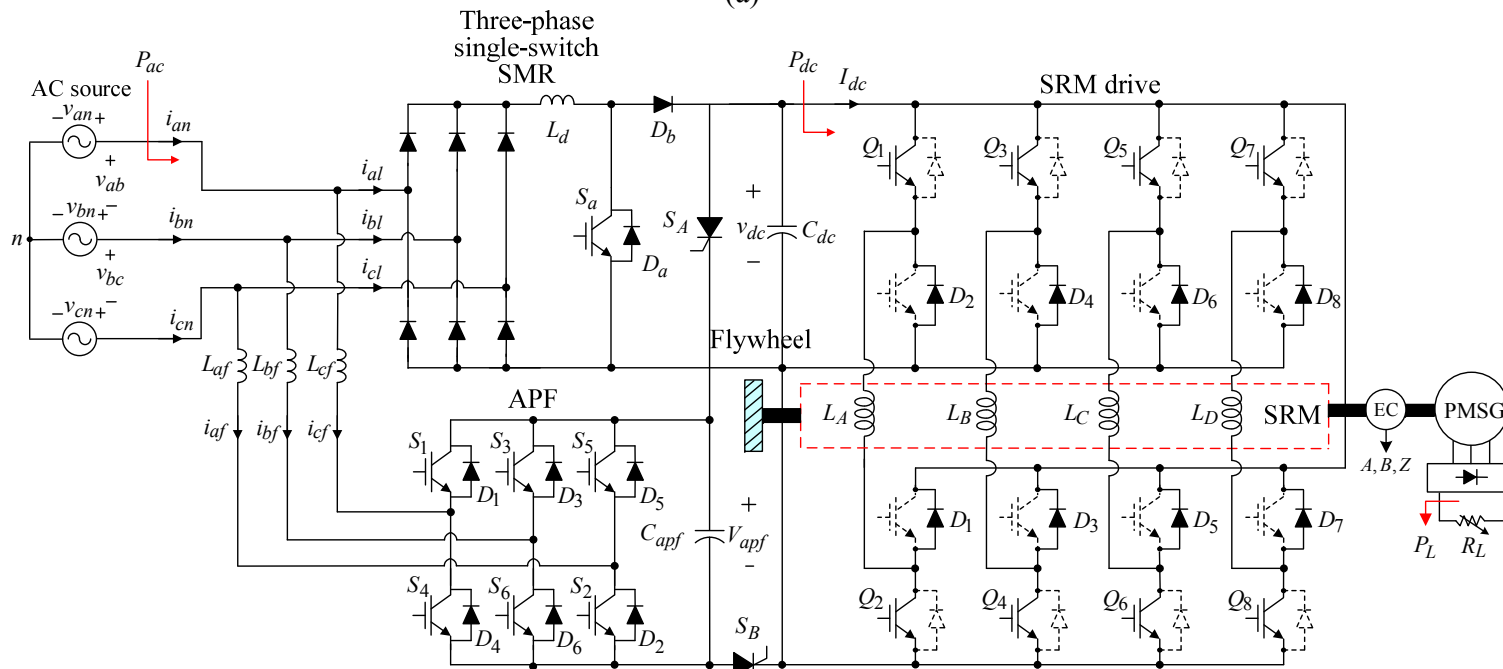 (a)
Three-phase
single-switch
SMR
P_ac
AC source
−v_an+
i_an
+
v_ab
−
−v_bn+
i_bn
n
+
v_bc
−
−v_cn+
i_cn
i_al
i_bl
i_cl
L_d
D_b
S_a
D_a
S_A
+
v_dc
−
C_dc
P_dc
I_dc
SRM drive
Q_1
Q_3
Q_5
Q_7
D_2
D_4
D_6
D_8
L_af
L_bf
L_cf
i_af
i_bf
i_cf
APF
S_1
S_3
S_5
D_1
D_3
D_5
S_4
S_6
S_2
D_4
D_6
D_2
C_apf
+
V_apf
-
S_B
Flywheel
L_A
L_B
L_C
L_D
SRM
EC
A, B, Z
PMSG
P_L
R_L
D_1
D_3
D_5
D_7
Q_2
Q_4
Q_6
Q_8